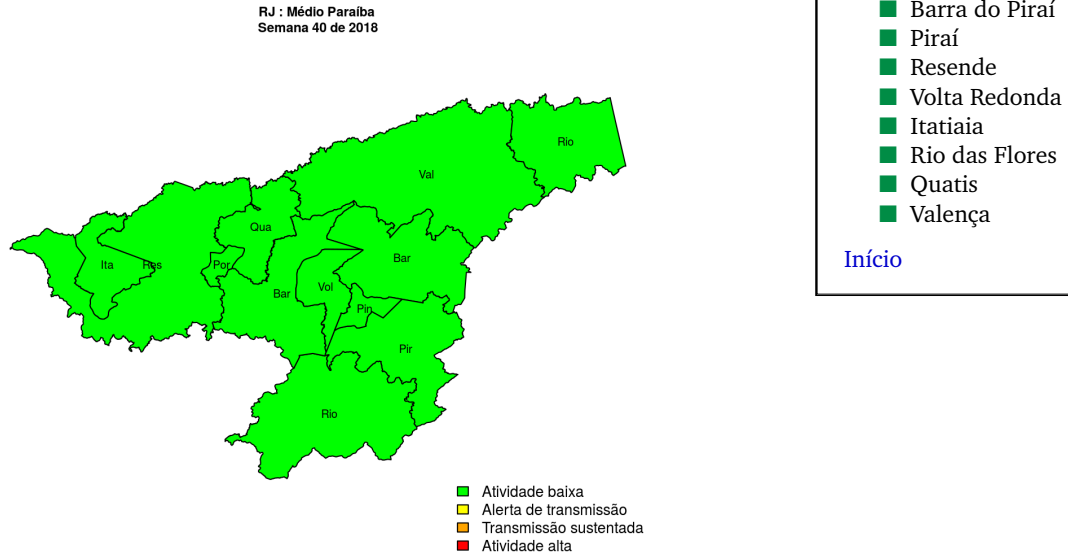 RJ : Médio Paraíba
Semana 40 de 2018
Rio
Val
Qua
Ita
Res
Por
Bar
Bar
Vol
Pin
Pir
Rio
Atividade baixa
Alerta de transmissão
Transmissão sustentada
Atividade alta
Barra do Piraí
Piraí
Resende
Volta Redonda
Itatiaia
Rio das Flores
Quatis
Valença
Início